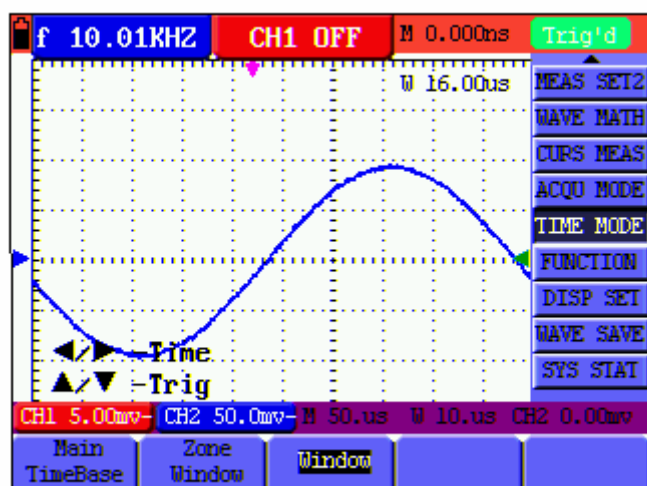 f 10.01KHZ
CH1 OFF
M 0.000ns
Trig'd
W 16.00us
MEAS SET2
WAVE MATH
CURS MEAS
ACQU MODE
TIME MODE
FUNCTION
DISP SET
WAVE SAVE
SYS STAT
◀/▶ -Time
▲/▼ -Trig
CH1 5.00mv-
CH2 50.0mv-
M 50.us
W 10.us
CH2 0.00mv
Main
TimeBase
Zone
Window
Window